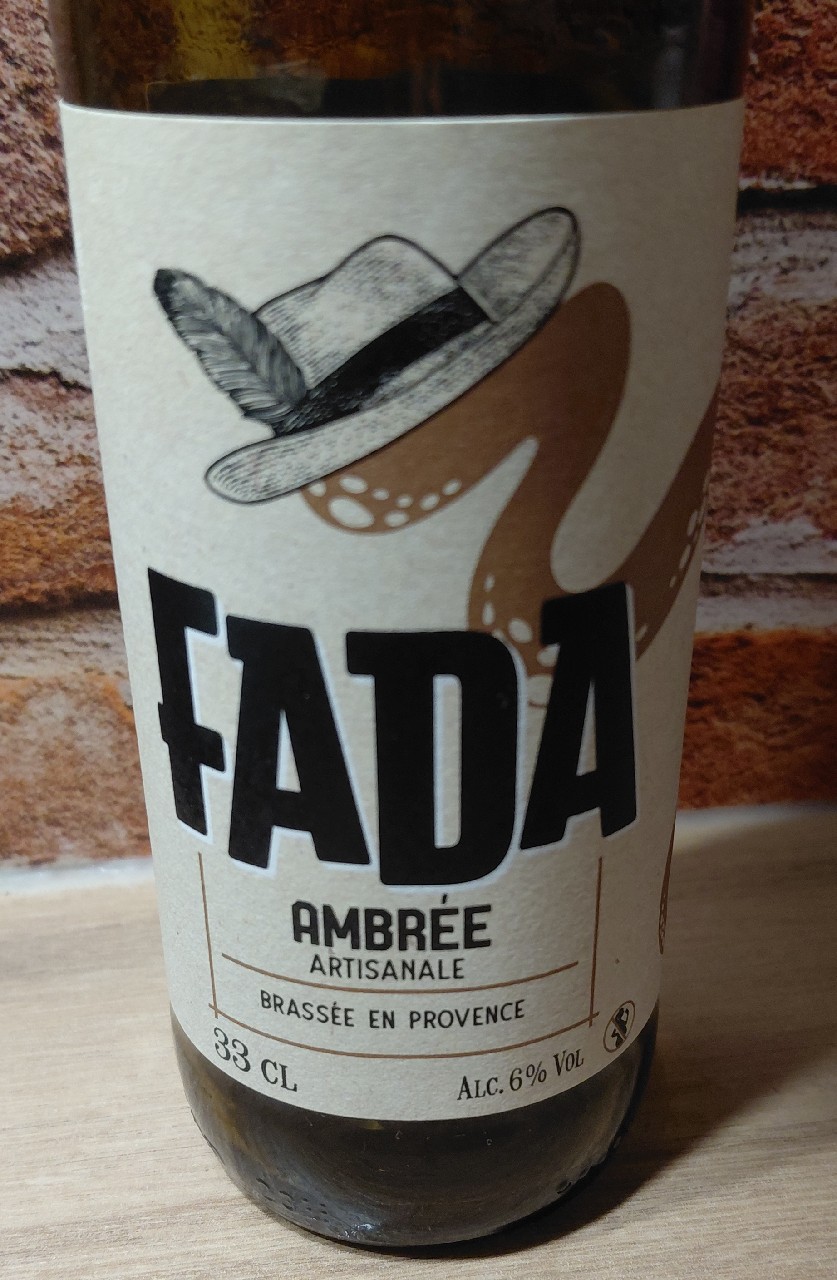 FADA
AMBRÉE
ARTISANALE
BRASSÉE EN PROVENCE
33 CL
ALC. 6% VOL